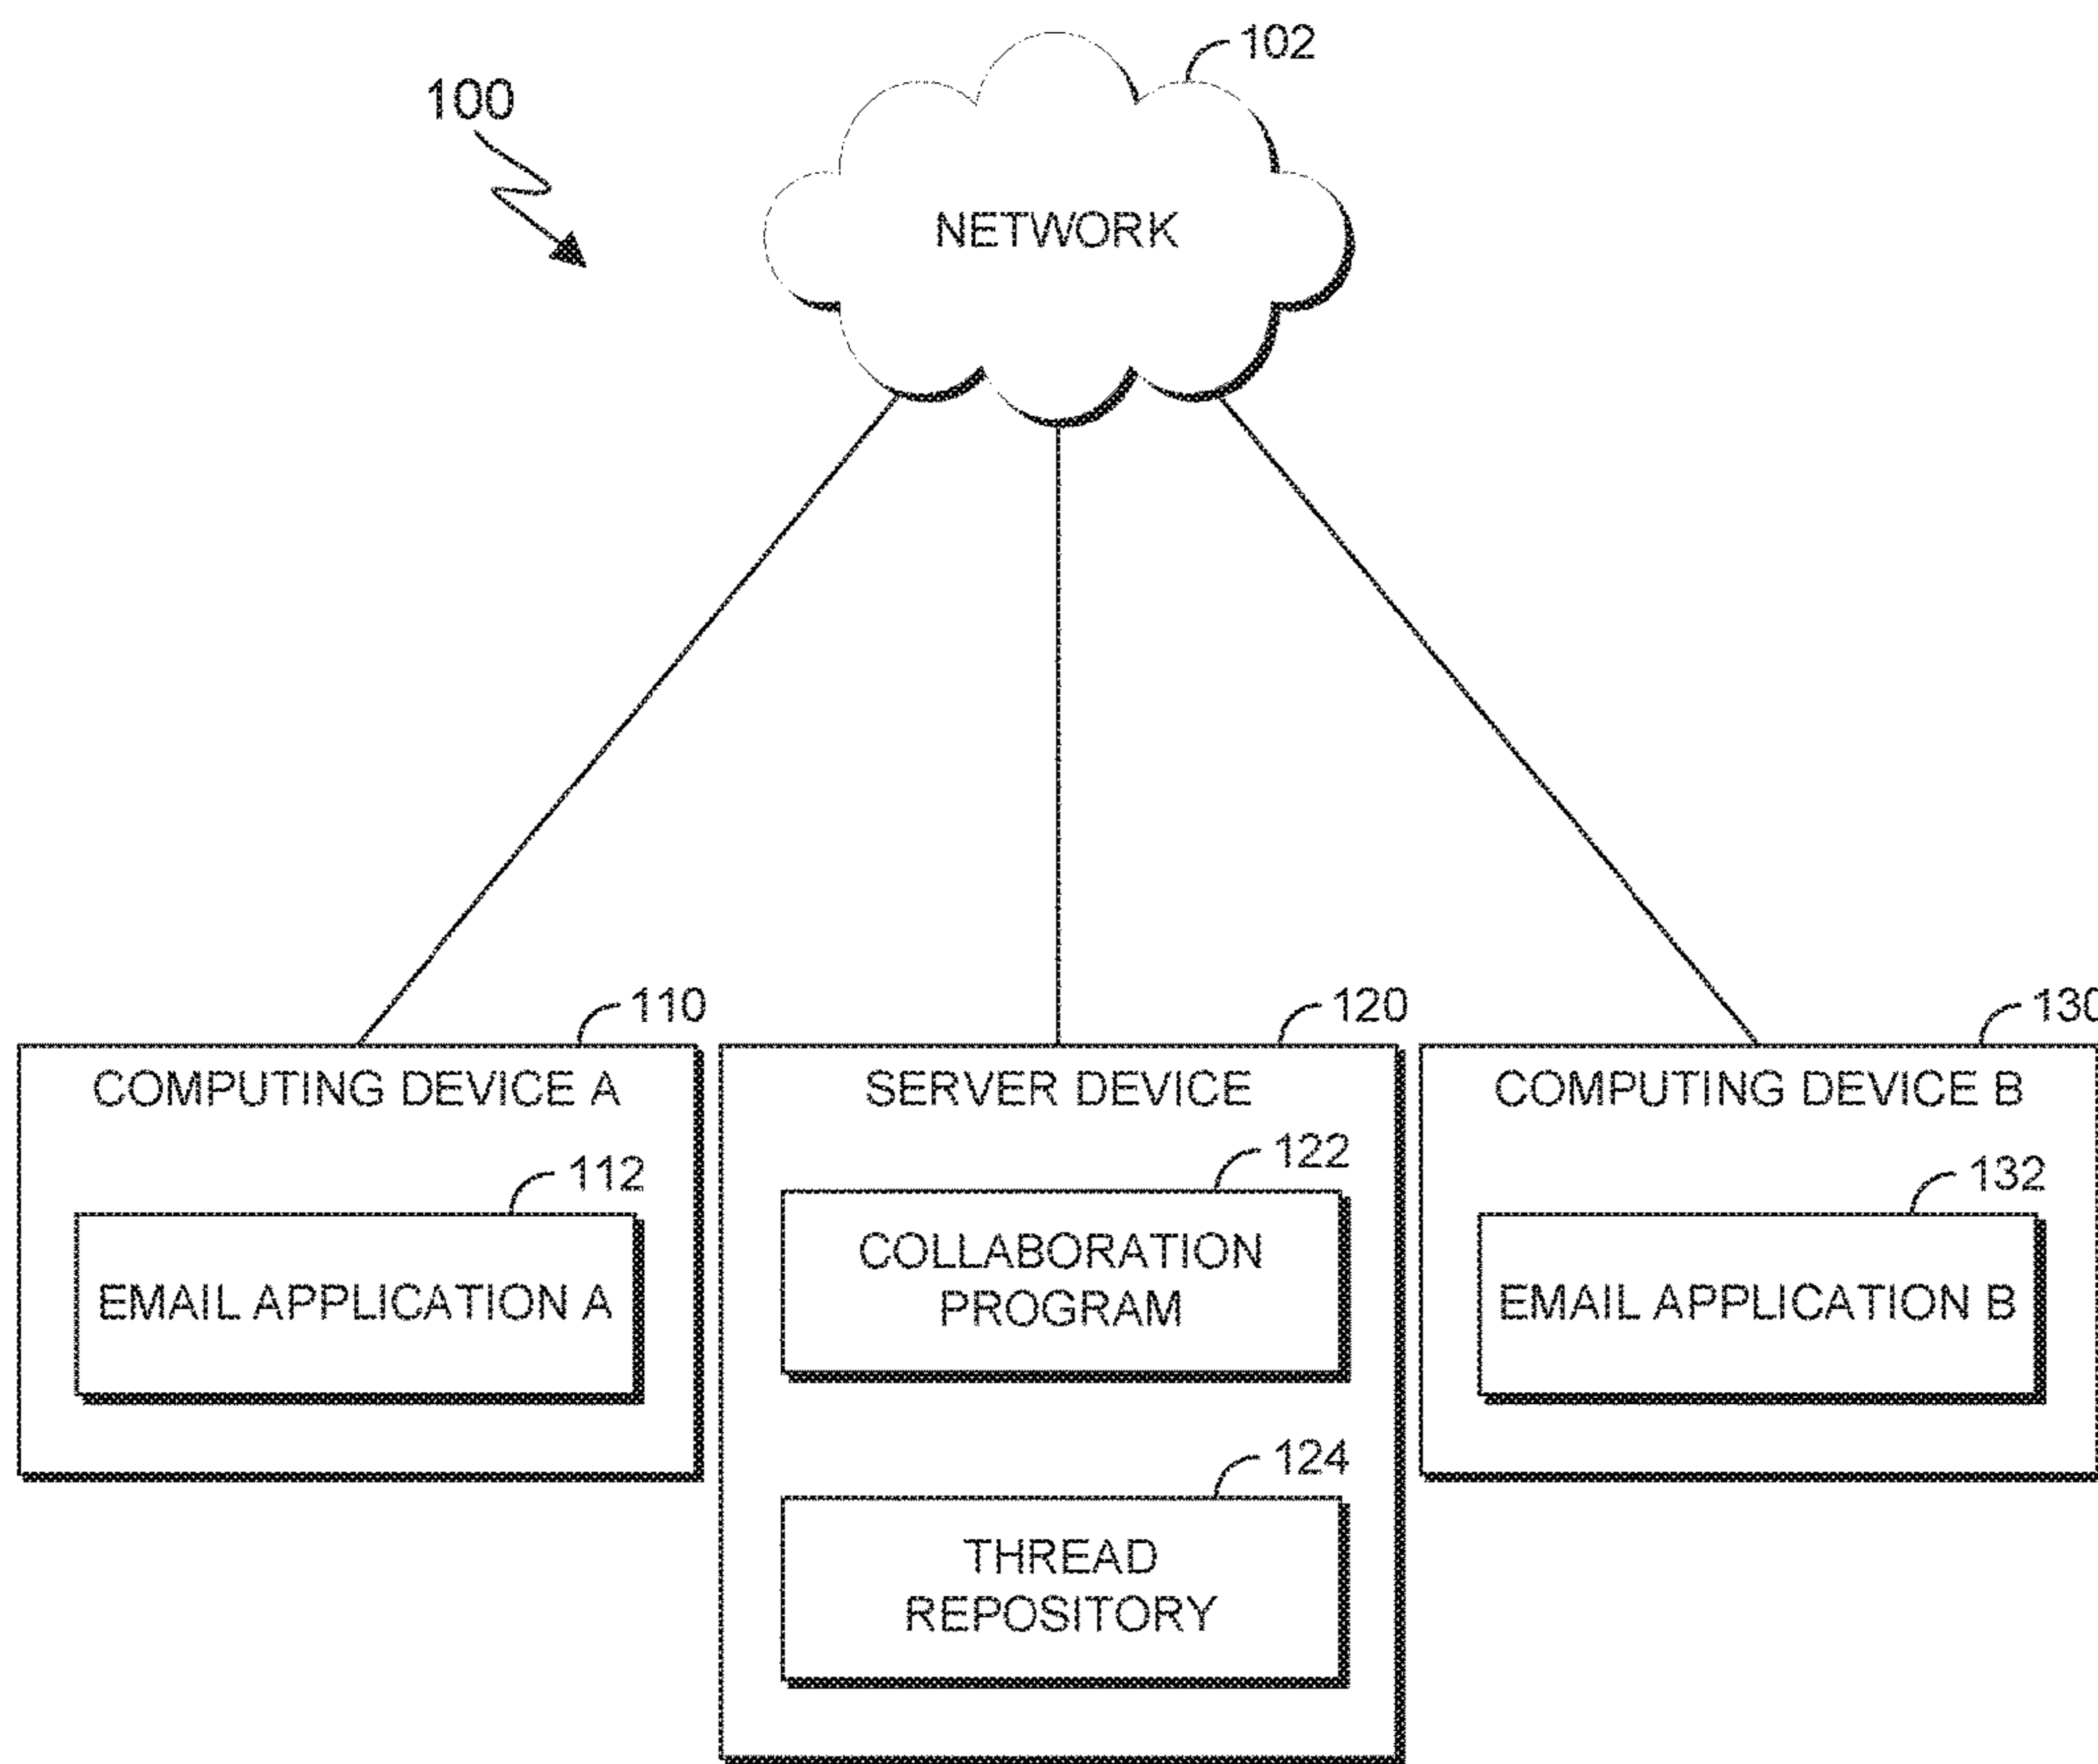 102
100
NETWORK
110
120
130
COMPUTING DEVICE A
SERVER DEVICE
COMPUTING DEVICE B
112
122
132
EMAIL APPLICATION A
COLLABORATION
PROGRAM
EMAIL APPLICATION B
124
THREAD
REPOSITORY